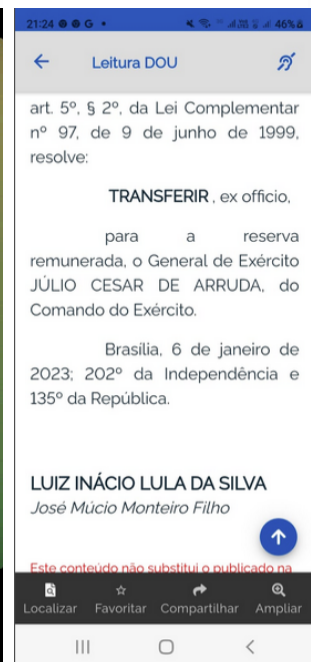 21:24
46%
Leitura DOU
art. 5º, § 2º, da Lei Complementar
nº 97, de 9 de junho de 1999,
resolve:
TRANSFERIR , ex officio,
para a reserva
remunerada, o General de Exército
JÚLIO CESAR DE ARRUDA, do
Comando do Exército.
Brasília, 6 de janeiro de
2023; 202º da Independência e
135º da República.
LUIZ INÁCIO LULA DA SILVA
José Múcio Monteiro Filho
Este conteúdo não substitui o publicado na
Localizar Favoritar Compartilhar Ampliar